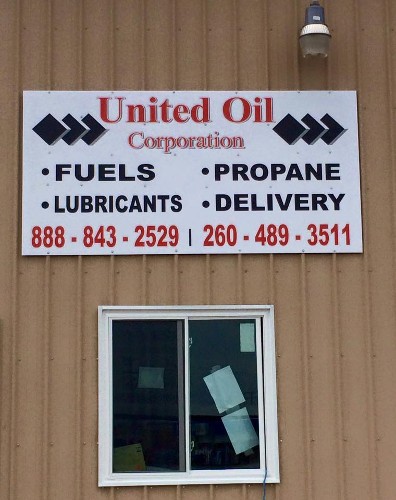 United Oil
Corporation
• FUELS • PROPANE
• LUBRICANTS • DELIVERY
888 - 843 - 2529 | 260 - 489 - 3511